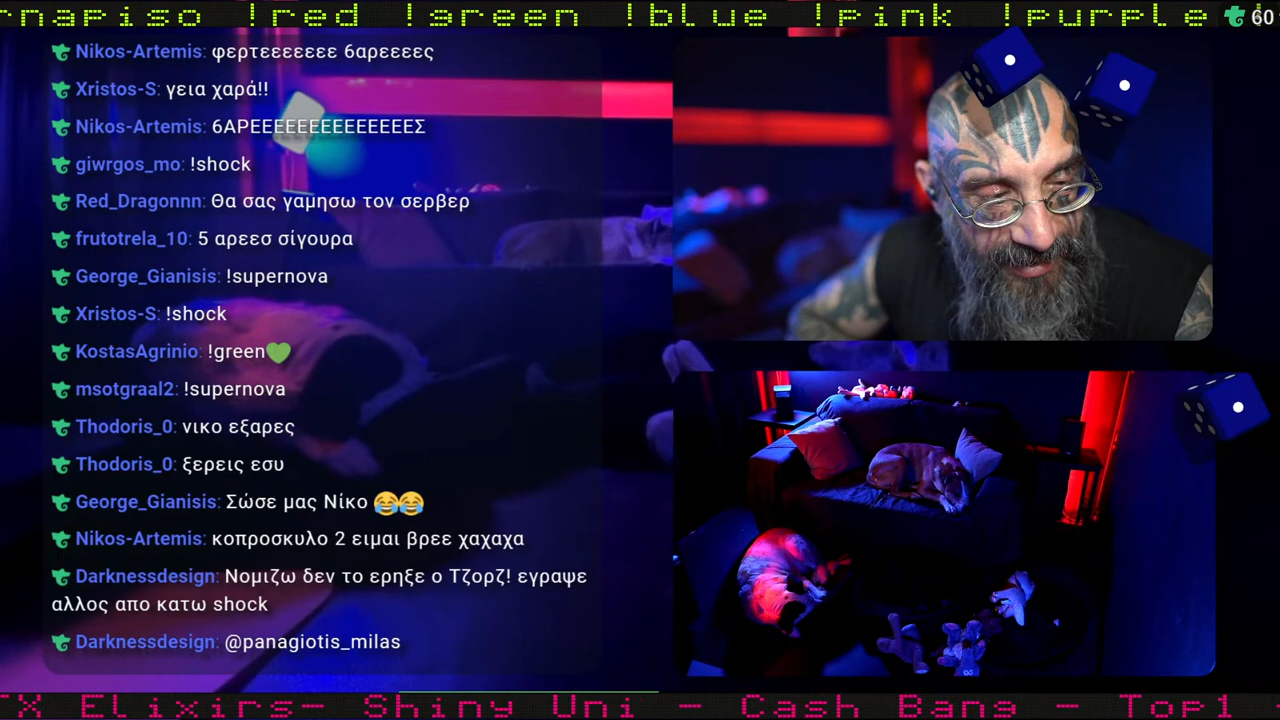 rnapiso !red !green !blue !pink !purple !
60
Nikos-Artemis: φερτεεεεεεε 6αρεεεες
Xristos-S: γεια χαρά!!
Nikos-Artemis: 6ΑΡΕΕΕΕΕΕΕΕΕΕΕΕΕΕΣ
giwrgos_mo: !shock
Red_Dragonnn: Θα σας γαμησω τον σερβερ
frutotrela_10: 5 αρεεσ σίγουρα
George_Gianisis: !supernova
Xristos-S: !shock
KostasAgrinio: !green💚
msotgraal2: !supernova
Thodoris_0: νικο εξαρες
Thodoris_0: ξερεις εσυ
George_Gianisis: Σώσε μας Νίκο 😂😂
Nikos-Artemis: κοπροσκυλο 2 ειμαι βρεε χαχαχα
Darknessdesign: Νομιζω δεν το ερηξε ο Τζορζ! εγραψε
αλλος απο κατω shock
Darknessdesign: @panagiotis_milas
X Elixirs- Shiny Uni - Cash Bang - Top1